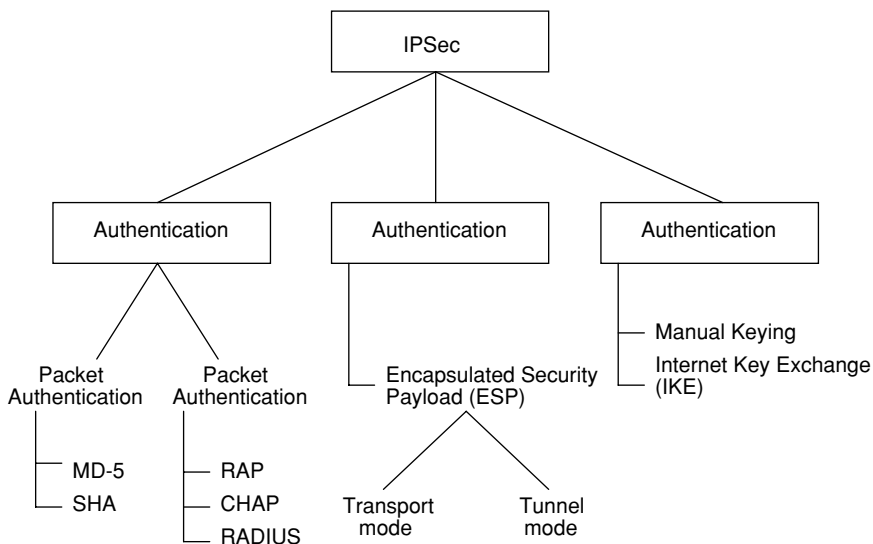 IPSec
Authentication
Authentication
Authentication
Packet
Authentication
MD-5
SHA
Packet
Authentication
RAP
CHAP
RADIUS
Encapsulated Security
Payload (ESP)
Transport
mode
Tunnel
mode
Manual Keying
Internet Key Exchange
(IKE)